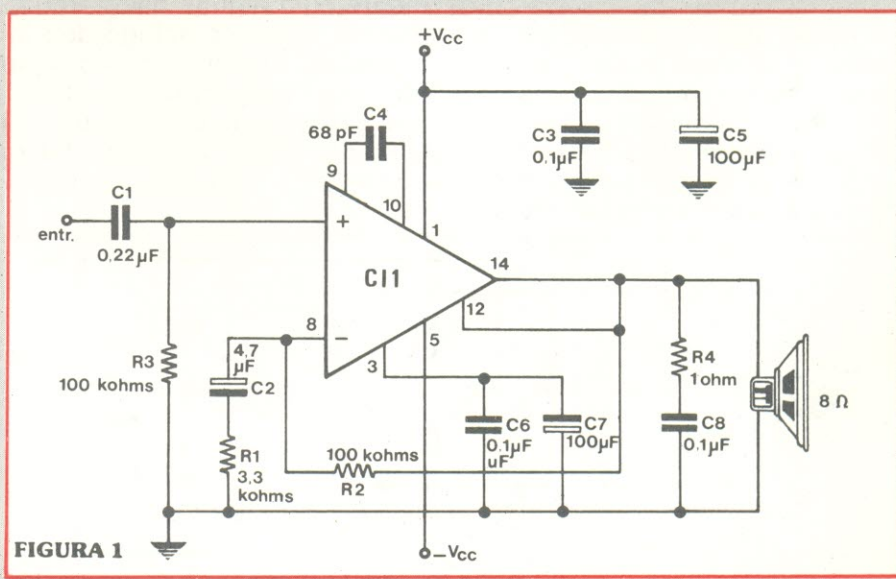 +Vcc
C4
68 pF
9
10
C3
0.1µF
C5
100µF
C1
entr.
0.22µF
+
1
14
CI1
12
8
−
5
3
4,7
µF
C2
R3
100 kohms
R4
1 ohm
8 Ω
C6
0.1µF
uF
C7
100µF
C8
0.1µF
R1
3,3
kohms
100 kohms
R2
FIGURA 1
−Vcc